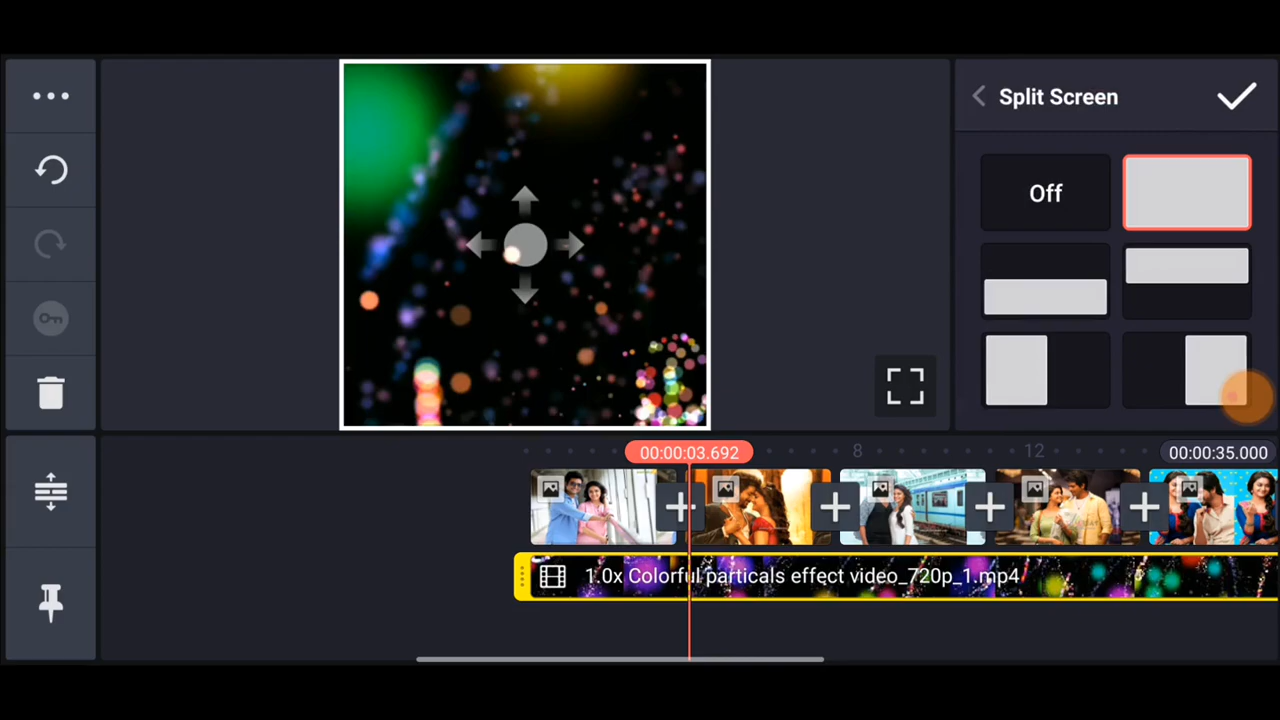 Split Screen
Off
00:00:03.692
8
12
00:00:35.000
1.0x Colorful particals effect video_720p_1.mp4